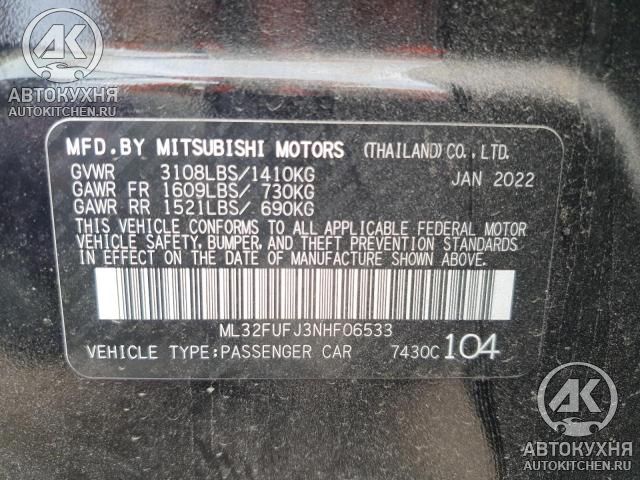 АВТОКУХНЯ
AUTOKITCHEN.RU
MFD.BY MITSUBISHI MOTORS (THAILAND)CO.,LTD.
GVWR 3108LBS/1410KG JAN 2022
GAWR FR 1609LBS/ 730KG
GAWR RR 1521LBS/ 690KG
THIS VEHICLE CONFORMS TO ALL APPLICABLE FEDERAL MOTOR
VEHICLE SAFETY, BUMPER, AND THEFT PREVENTION STANDARDS
IN EFFECT ON THE DATE OF MANUFACTURE SHOWN ABOVE.
ML32FUFJ3NHF06533
VEHICLE TYPE:PASSENGER CAR 7430C 104
АК
АВТОКУХНЯ
AUTOKITCHEN.RU